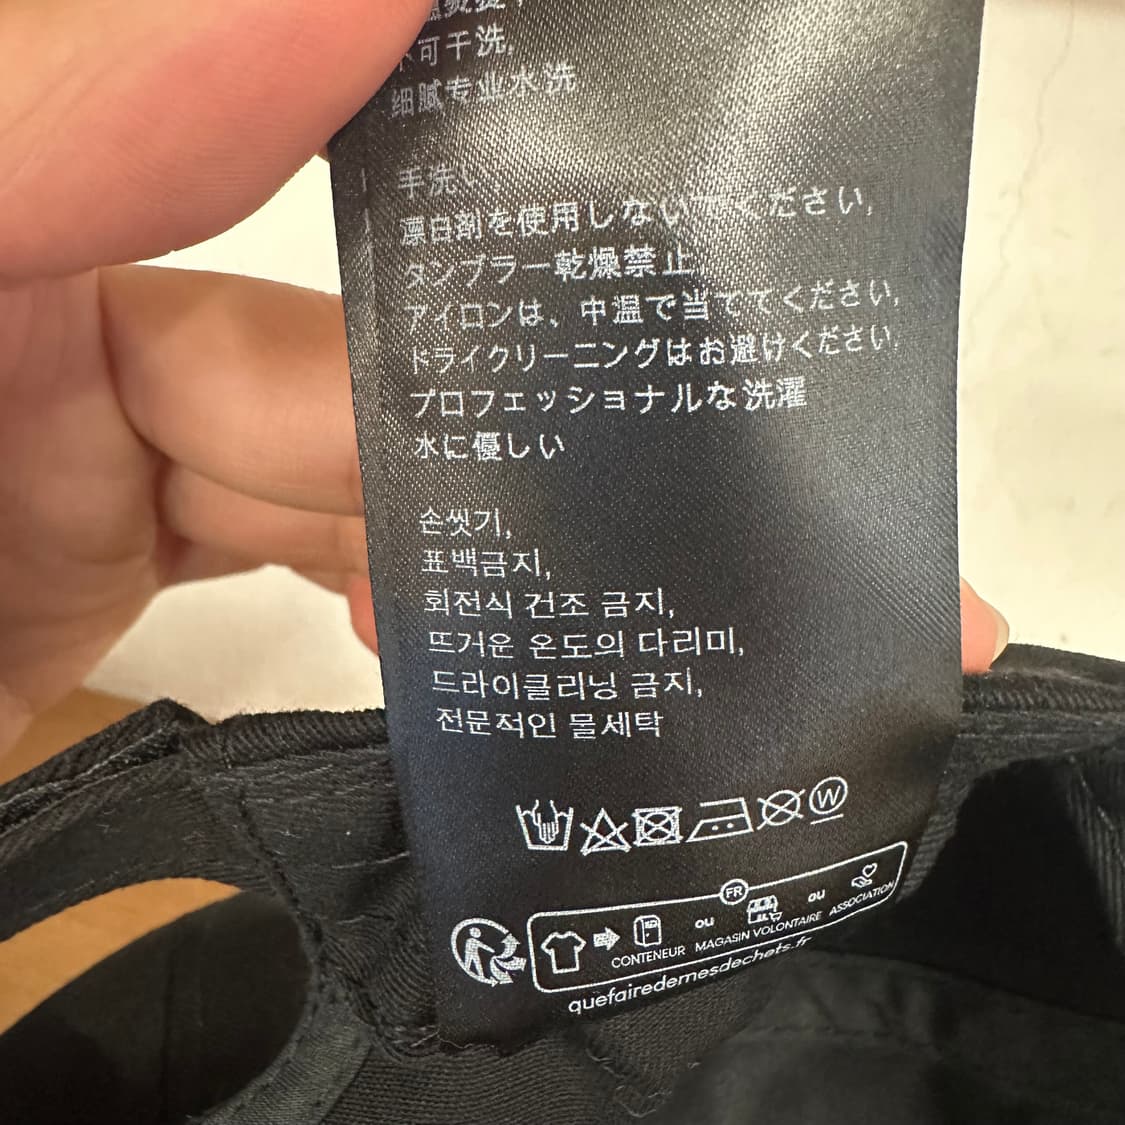 温熨烫,
不可干洗,
细腻专业水洗
手洗い,
漂白剤を使用しないでください,
タンブラー乾燥禁止,
アイロンは、中温で当ててください,
ドライクリーニングはお避けください,
プロフェッショナルな洗濯
水に優しい
손씻기,
표백금지,
회전식 건조 금지,
뜨거운 온도의 다리미,
드라이클리닝 금지,
전문적인 물세탁
W
FR
CONTENEUR ou MAGASIN VOLONTAIRE ou ASSOCIATION
quefairedemesdechets.fr